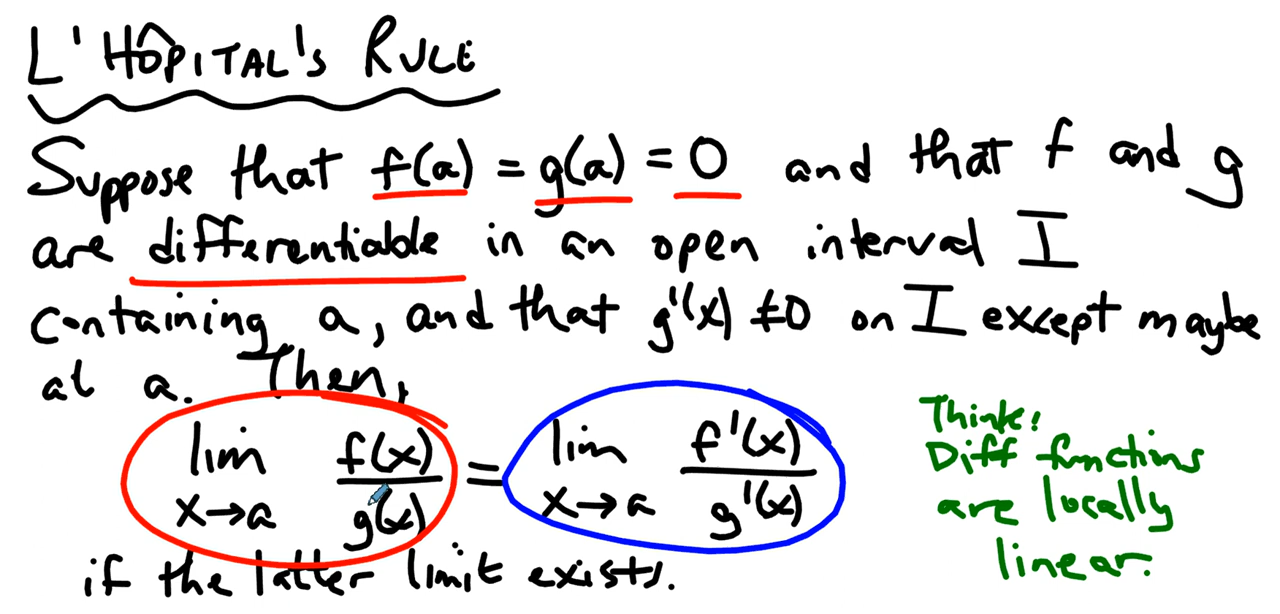 L'HÔPITAL'S RULE
Suppose that f(a) = g(a) = 0 and that f and g
are differentiable in an open interval I
containing a, and that g'(x) ≠ 0 on I except maybe
at a. Then,
lim x→a f(x)/g(x) = lim x→a f'(x)/g'(x)
if the latter limit exists.
Think:
Diff functions
are locally
linear.